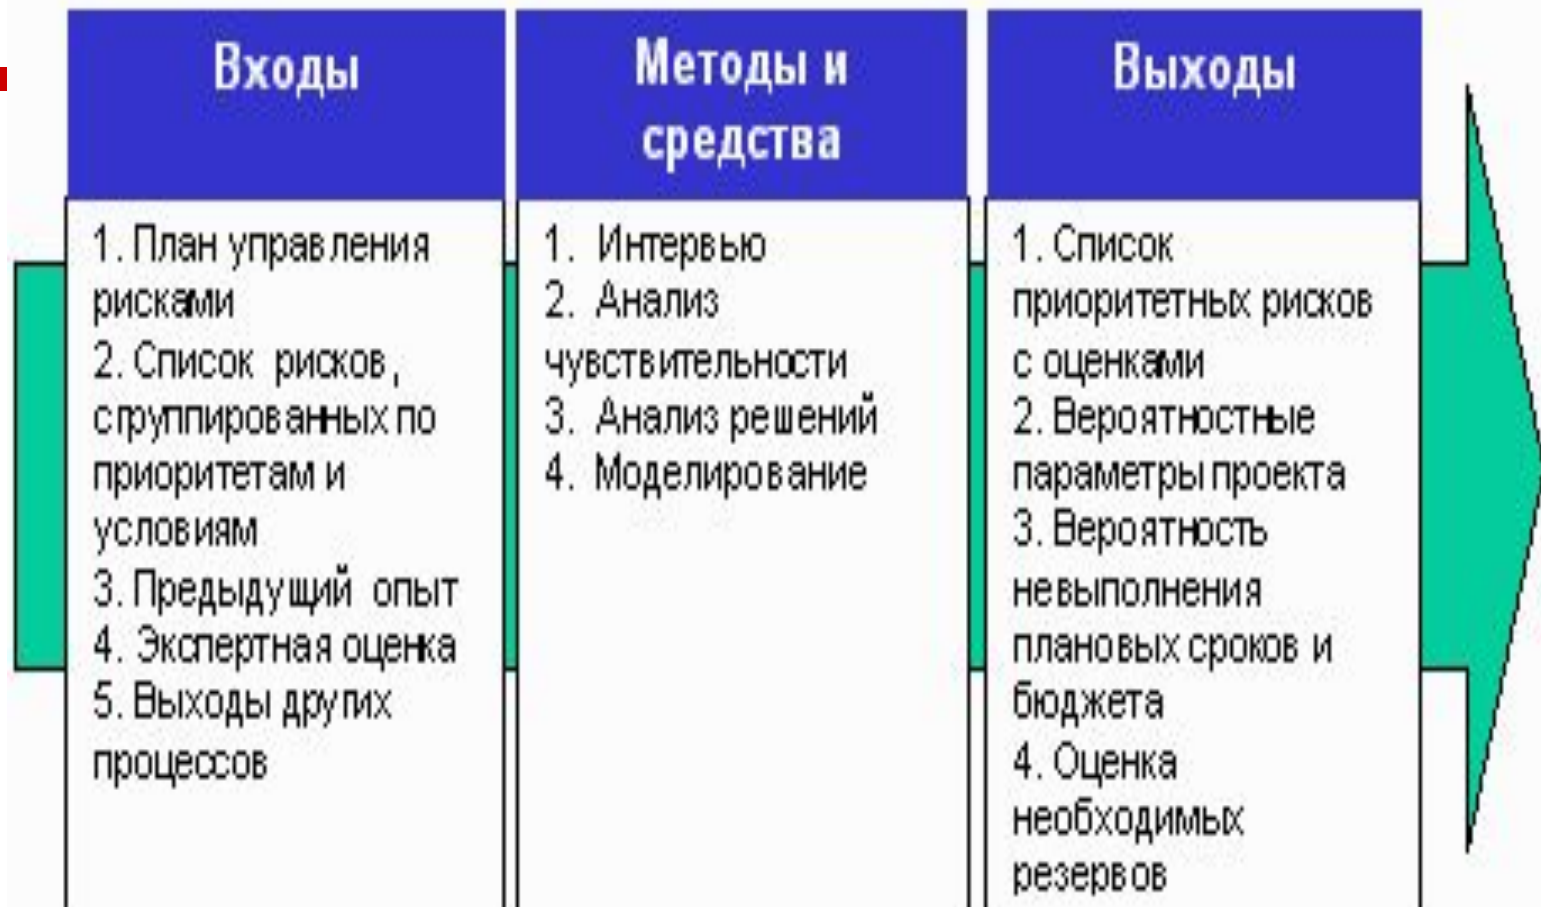 Входы
1. План управления
рисками
2. Список рисков,
сгруппированных по
приоритетам и
условиям
3. Предыдущий опыт
4. Экспертная оценка
5. Выходы других
процессов
Методы и
средства
1. Интервью
2. Анализ
чувствительности
3. Анализ решений
4. Моделирование
Выходы
1. Список
приоритетных рисков
с оценками
2. Вероятностные
параметры проекта
3. Вероятность
невыполнения
плановых сроков и
бюджета
4. Оценка
необходимых
резервов